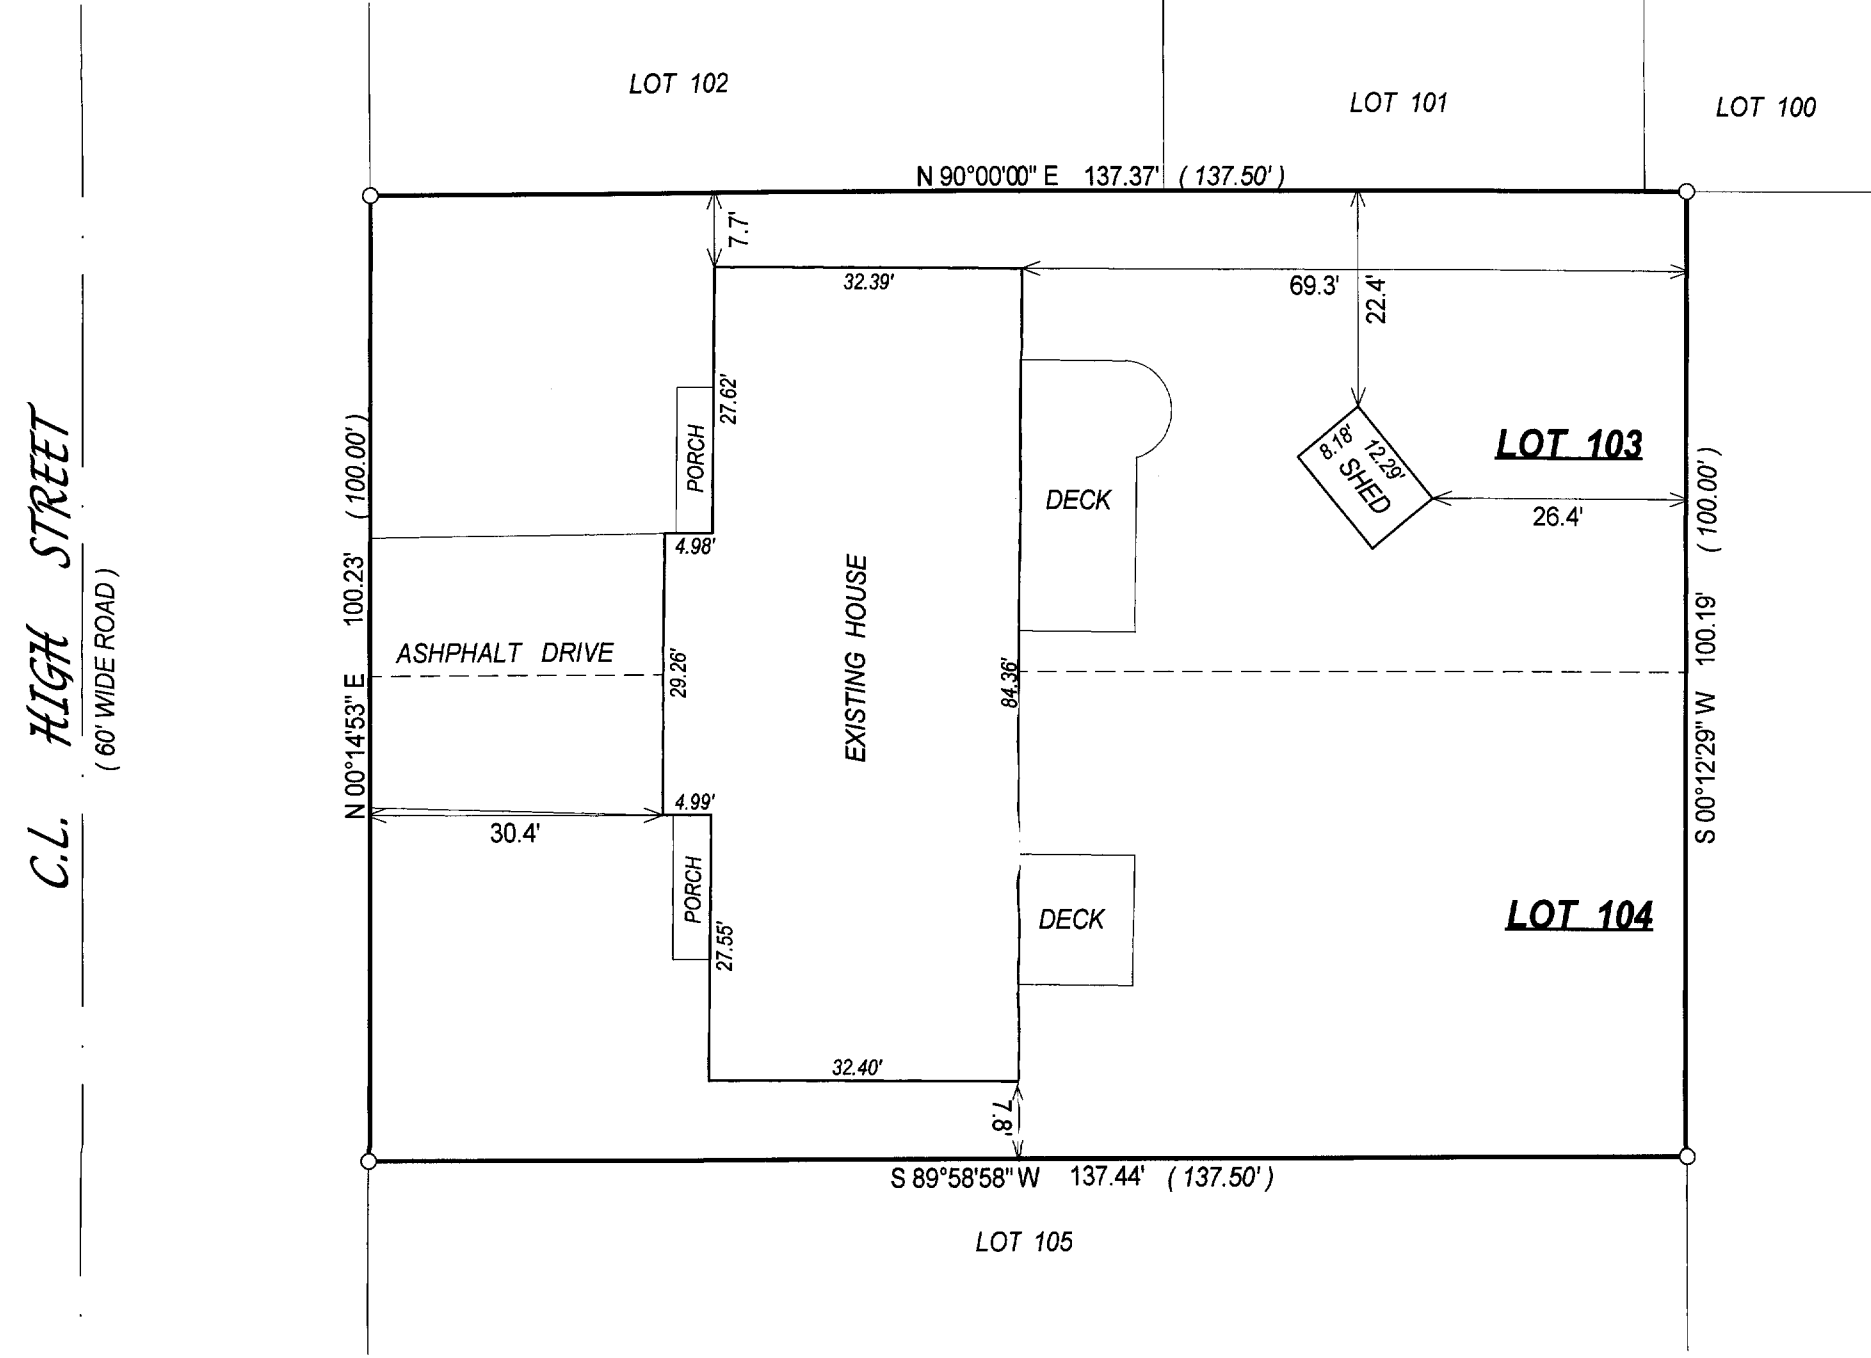 LOT 102
LOT 101
LOT 100
N 90°00'00" E 137.37' ( 137.50' )
7.7'
32.39'
69.3'
22.4'
27.62'
PORCH
8.18'
12.29'
SHED
LOT 103
26.4'
DECK
4.98'
EXISTING HOUSE
ASHPHALT DRIVE
29.26'
84.36'
4.99'
30.4'
PORCH
27.55'
DECK
LOT 104
32.40'
7.8'
N 00°14'53" E 100.23' ( 100.00' )
S 00°12'29" W 100.19' ( 100.00' )
C.L. HIGH STREET
( 60' WIDE ROAD )
S 89°58'58" W 137.44' ( 137.50' )
LOT 105